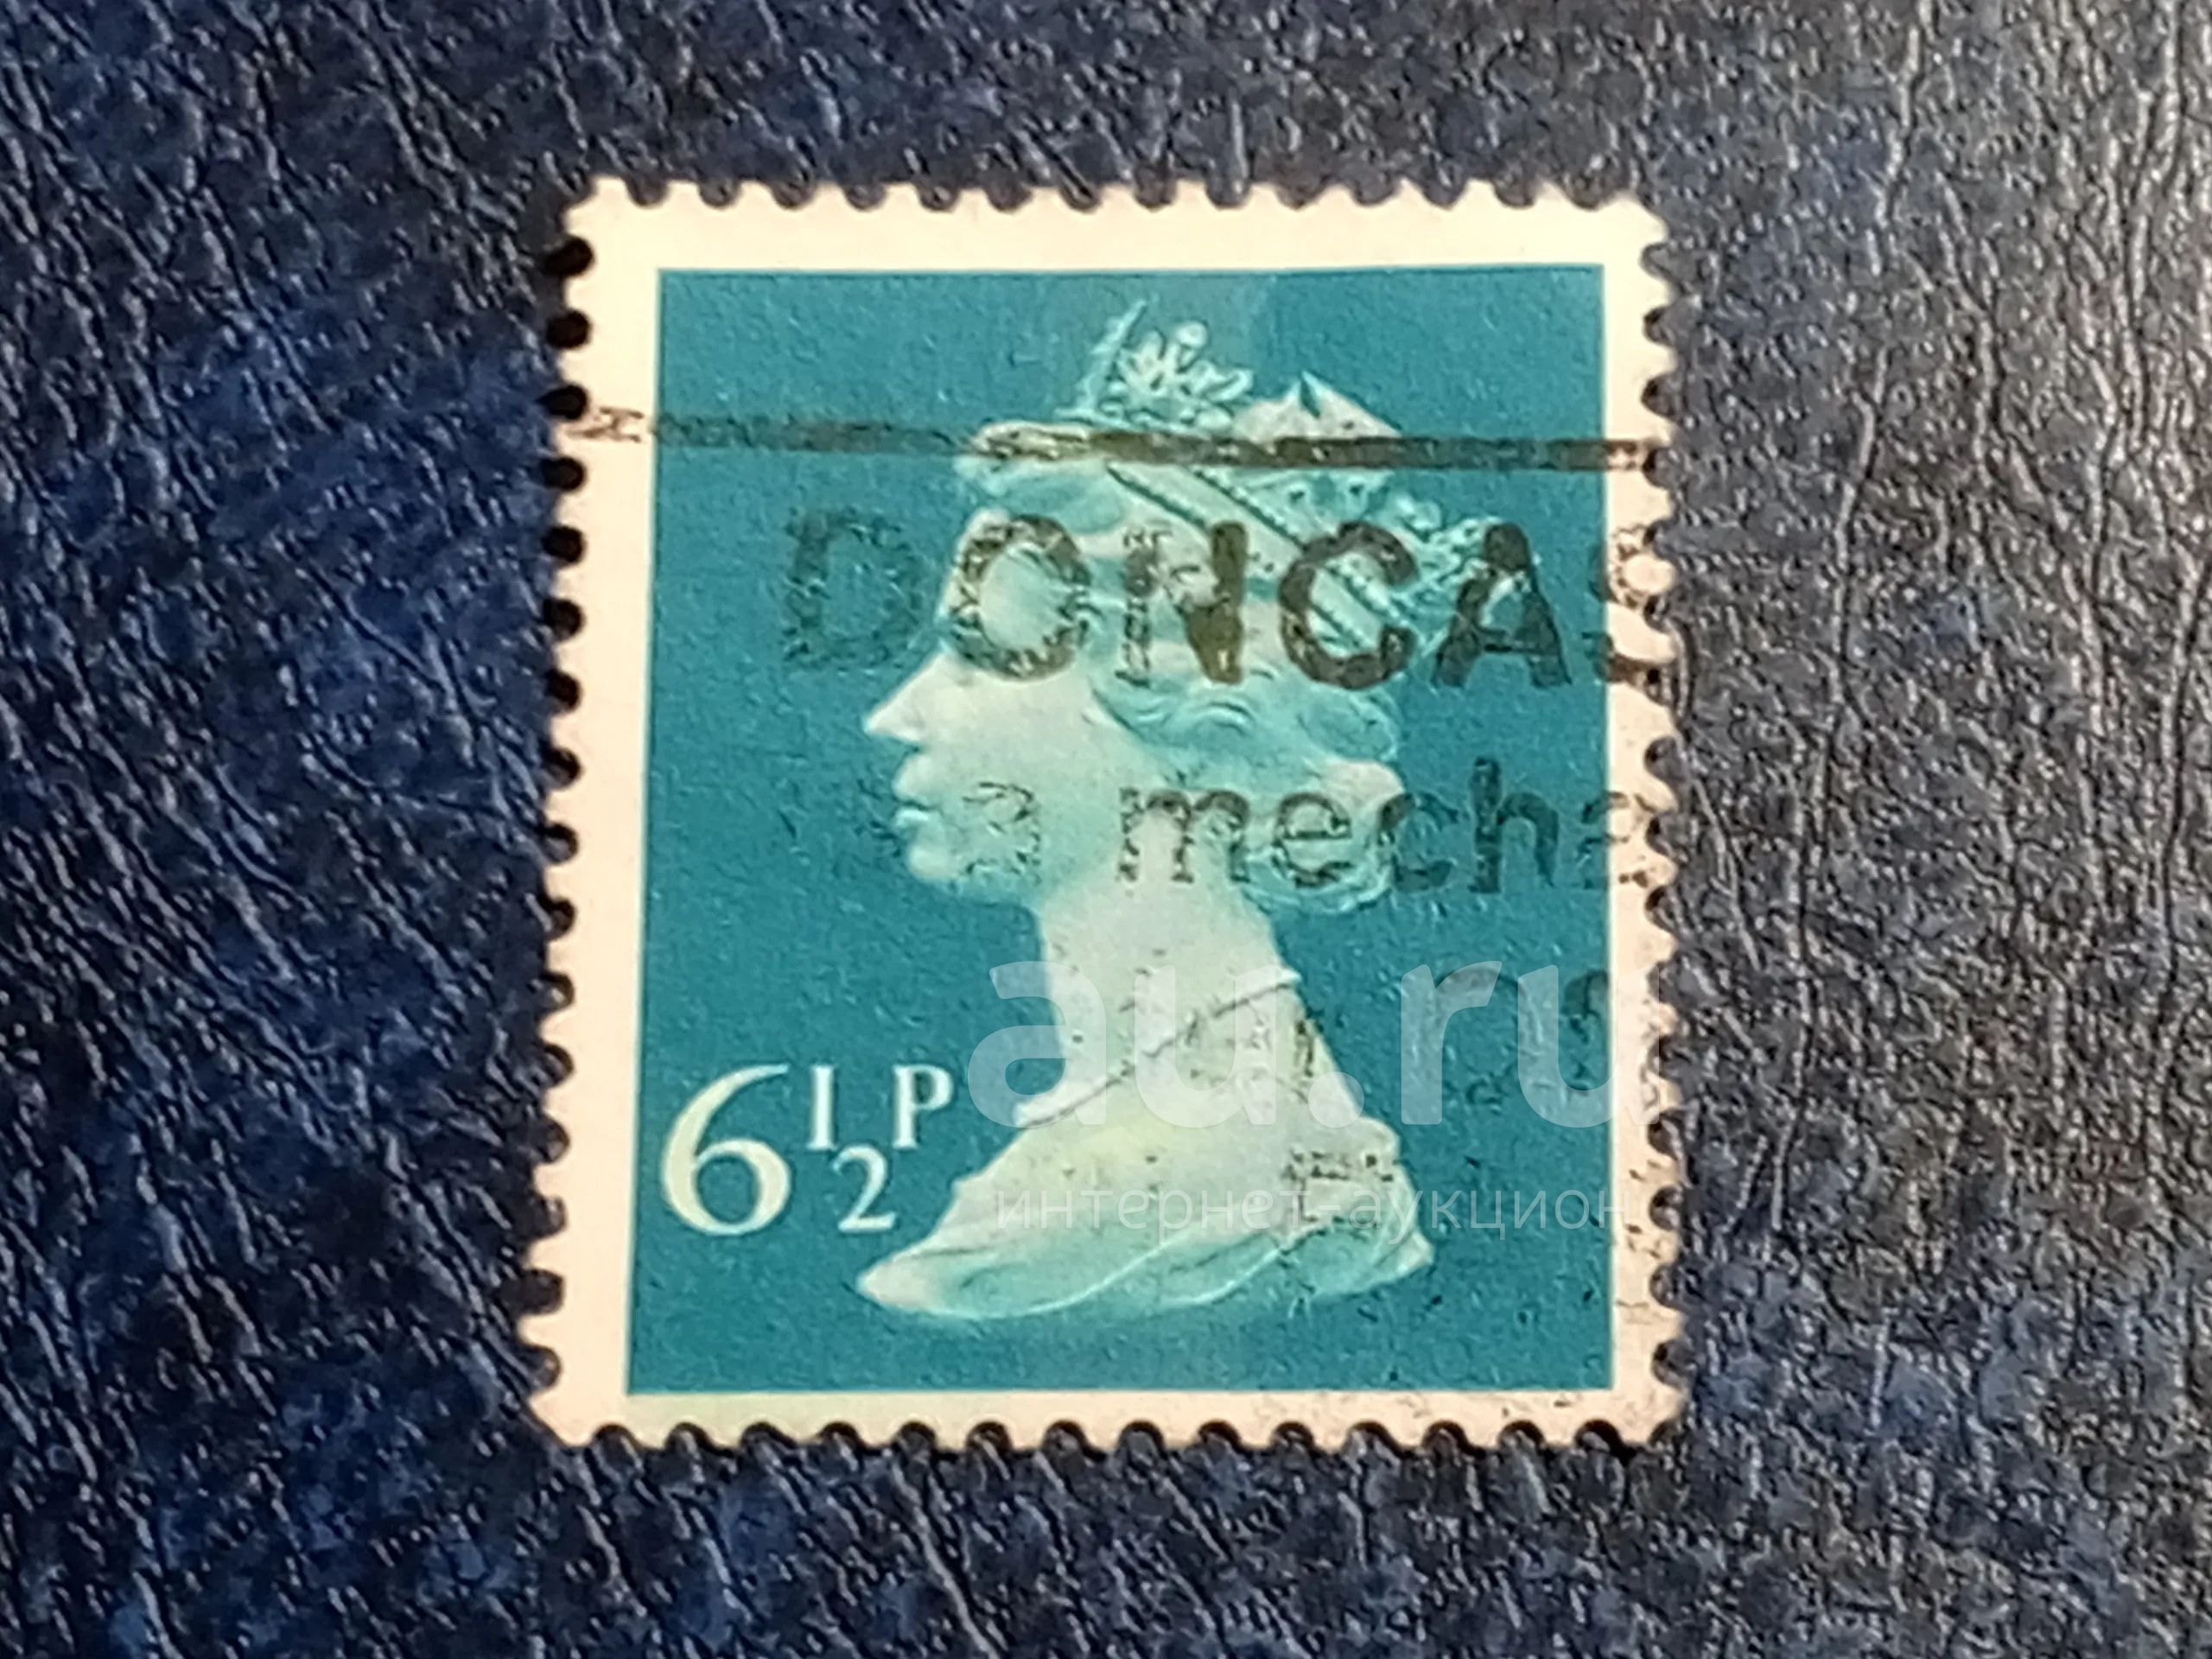 DONCAS
a mecha
6½P
au.ru
интернет-аукцион